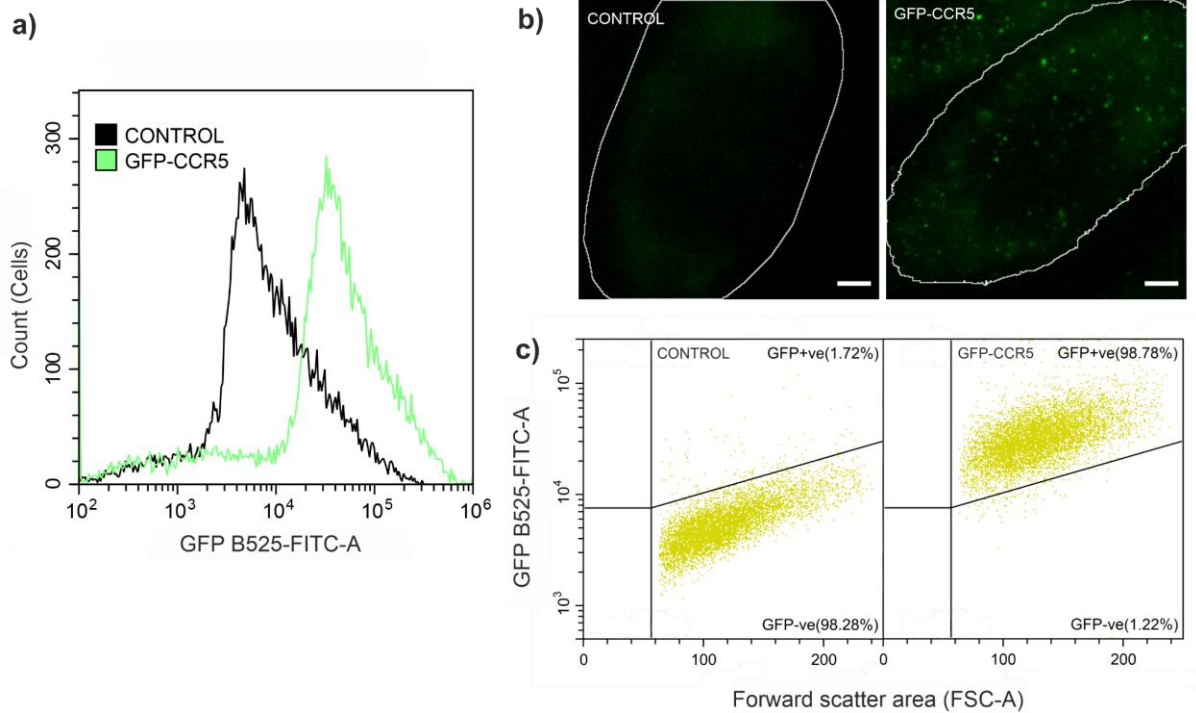 a)
CONTROL
GFP-CCR5
300
200
100
0
10² 10³ 10⁴ 10⁵ 10⁶
Count (Cells)
GFP B525-FITC-A
b)
CONTROL
GFP-CCR5
c)
CONTROL GFP+ve(1.72%)
GFP-CCR5 GFP+ve(98.78%)
10⁵
10⁴
10³
GFP B525-FITC-A
GFP-ve(98.28%)
GFP-ve(1.22%)
0 100 200 0 100 200
Forward scatter area (FSC-A)